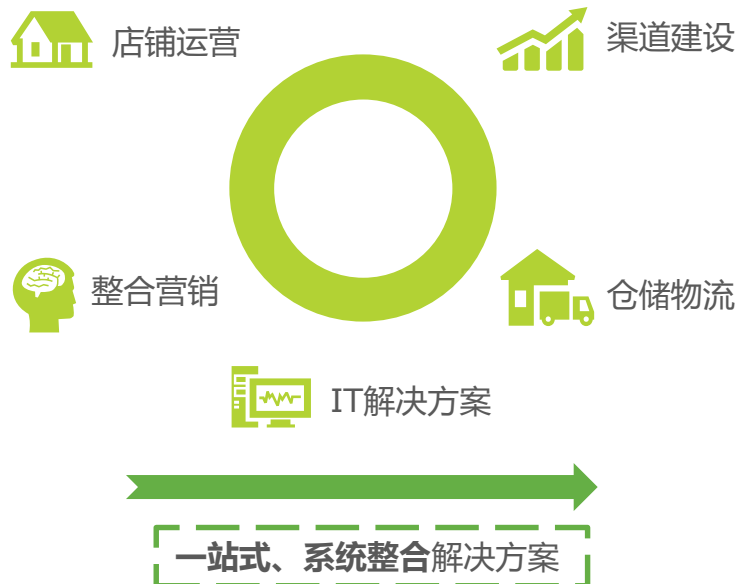 店铺运营
渠道建设
整合营销
仓储物流
IT解决方案
一站式、系统整合解决方案